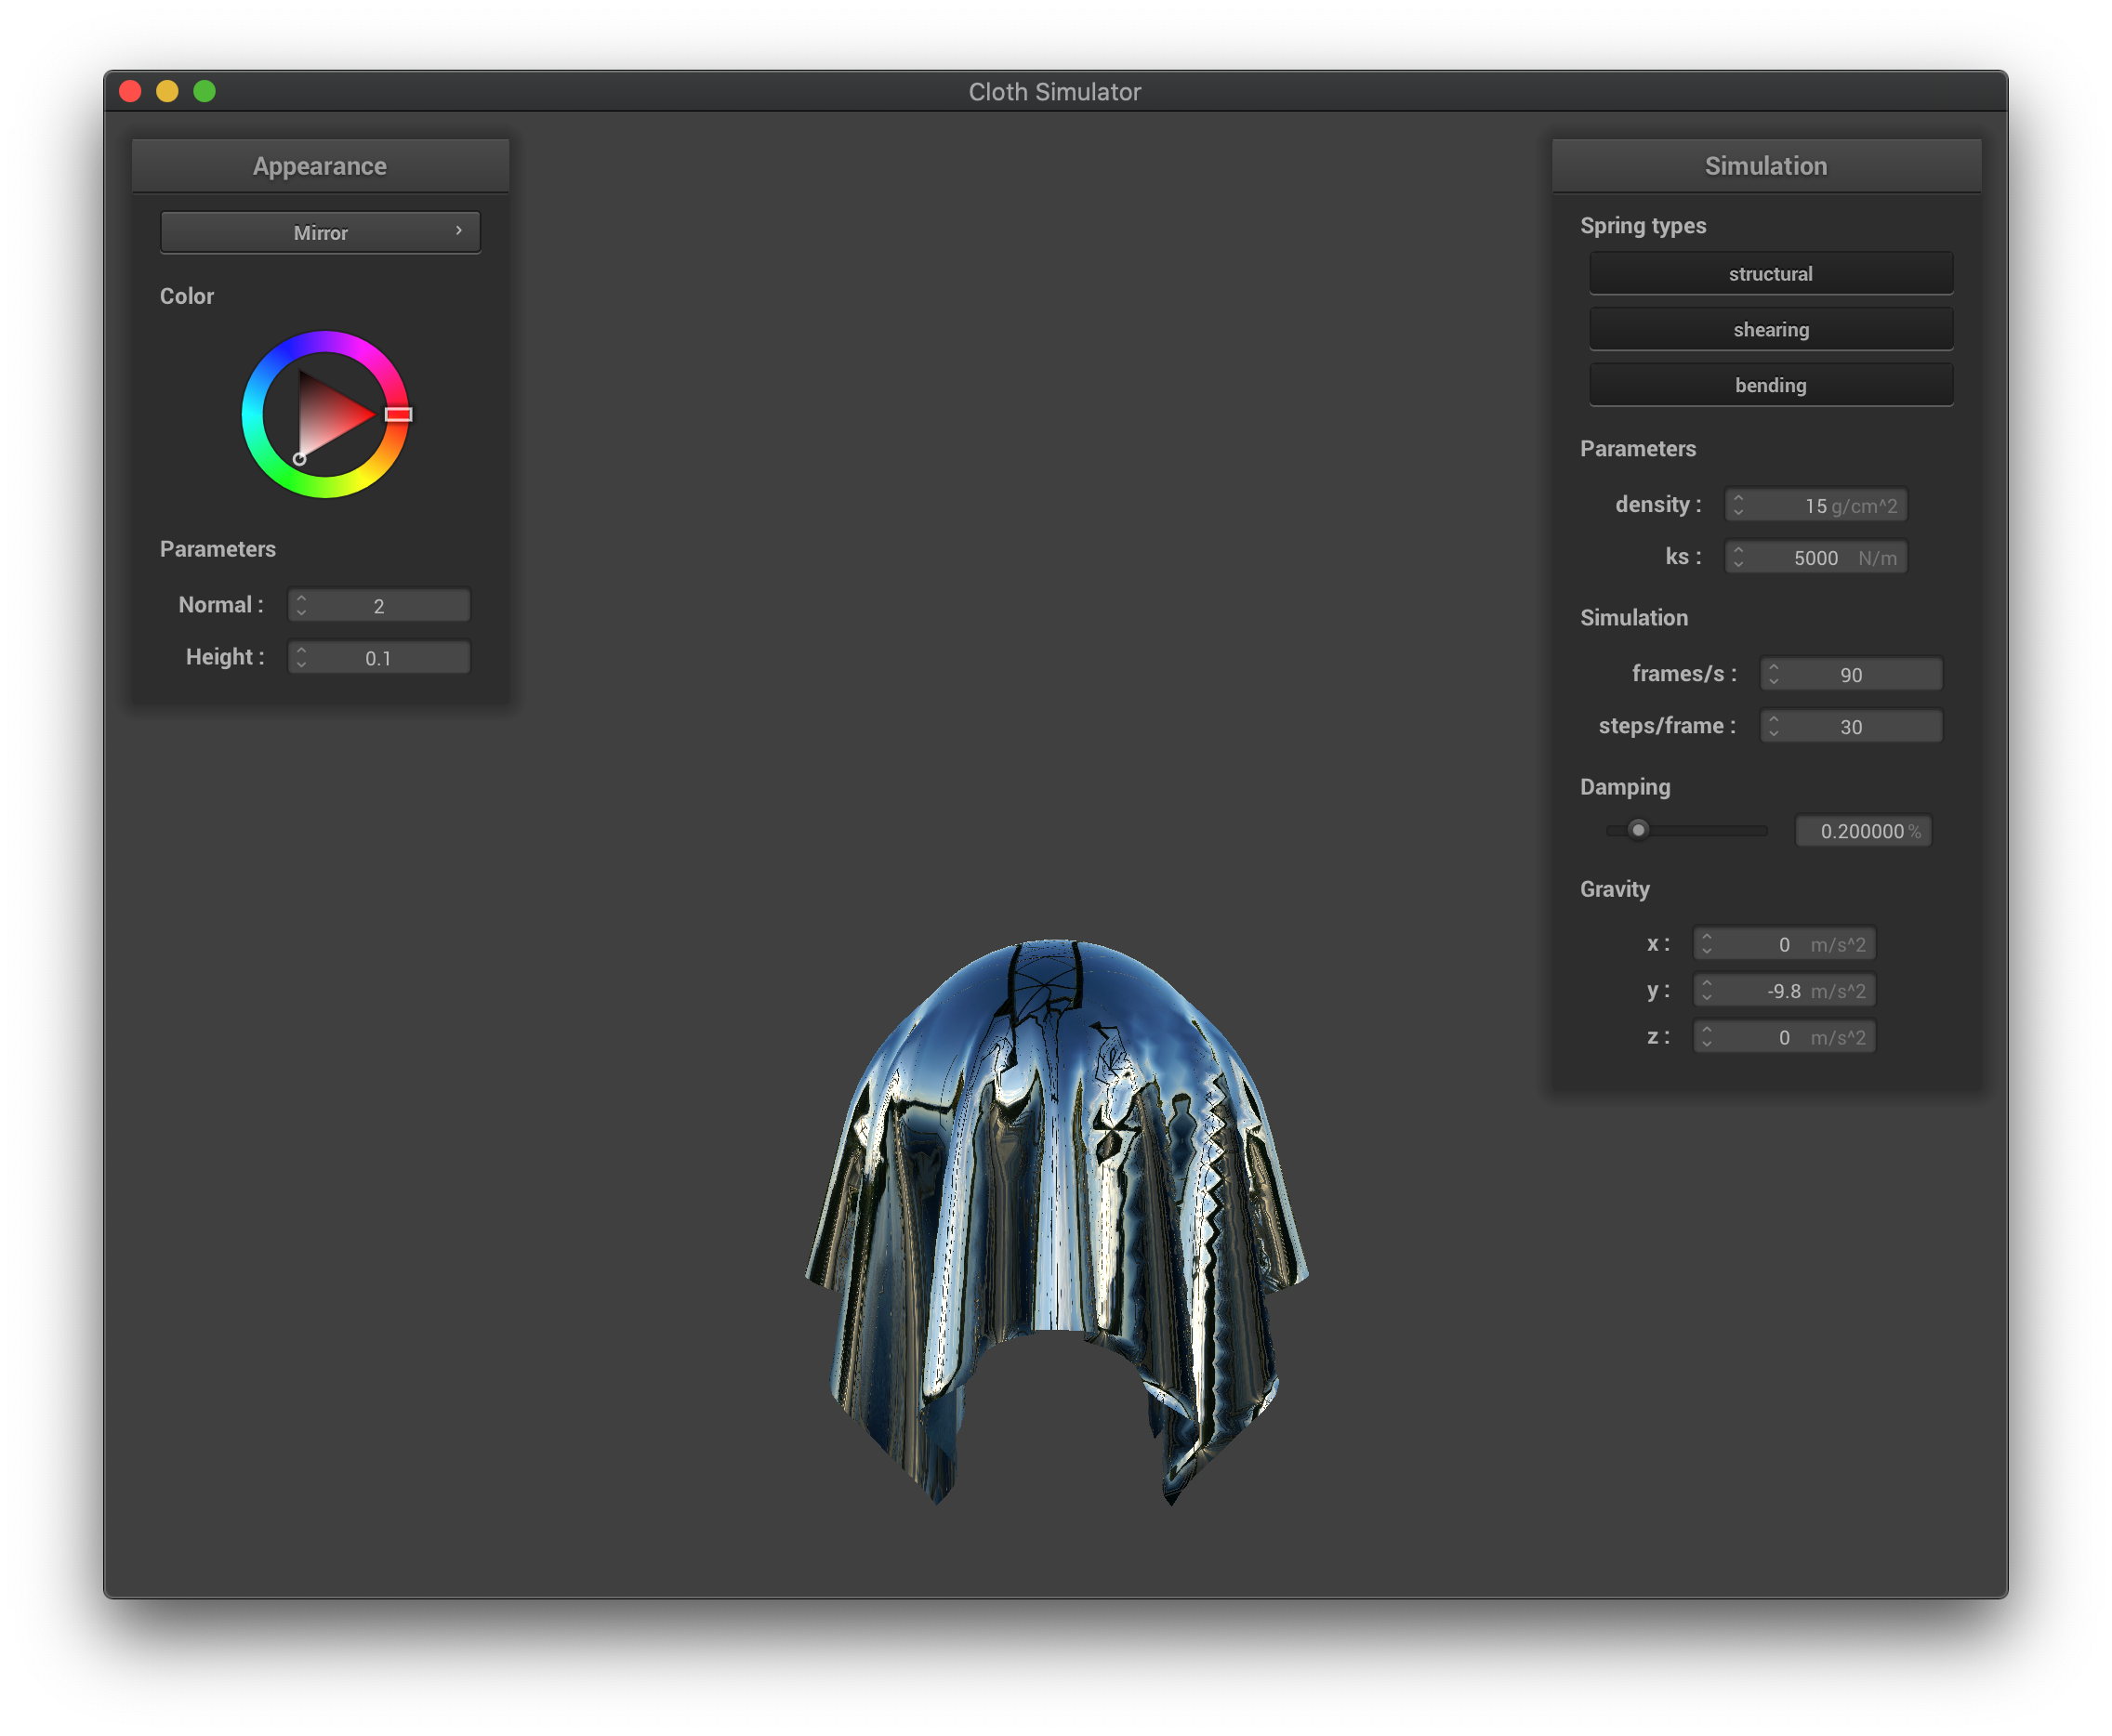 Cloth Simulator
Appearance
Mirror
Color
Parameters
Normal : 2
Height : 0.1
Simulation
Spring types
structural
shearing
bending
Parameters
density : 15 g/cm^2
ks : 5000 N/m
Simulation
frames/s : 90
steps/frame : 30
Damping
0.200000 %
Gravity
x : 0 m/s^2
y : -9.8 m/s^2
z : 0 m/s^2